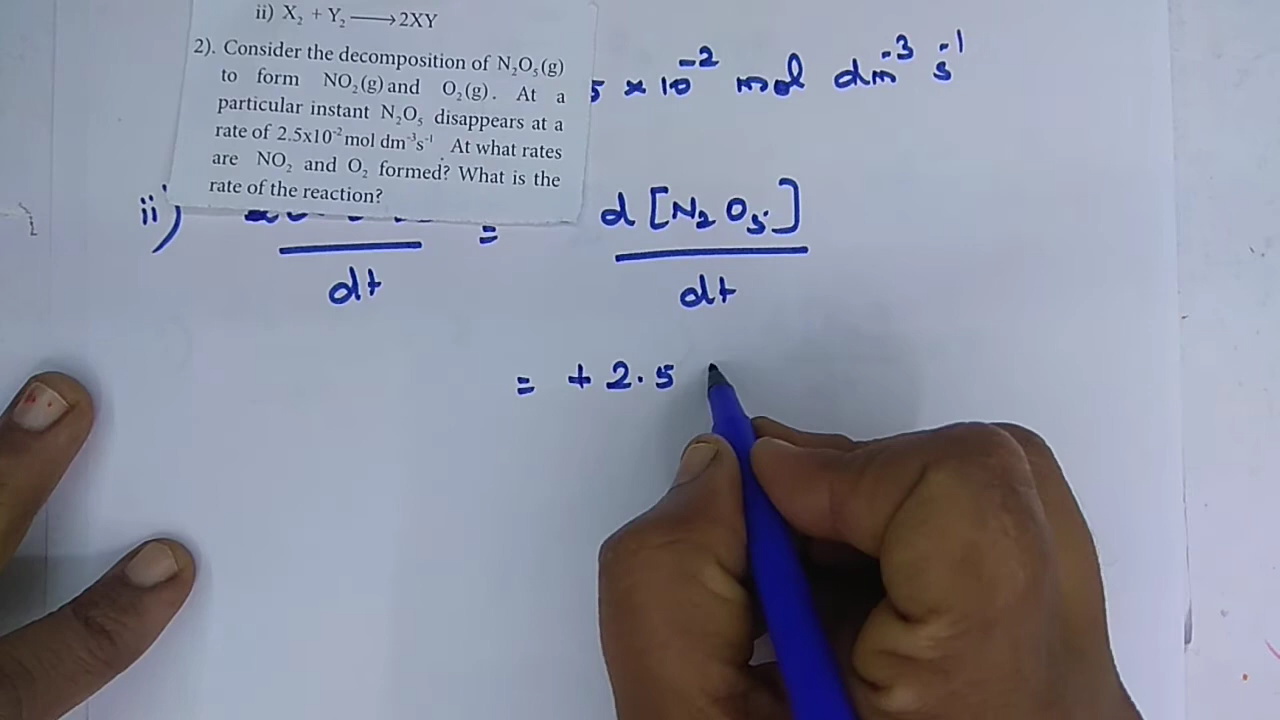 ii) X₂ + Y₂ ⟶ 2XY
2). Consider the decomposition of N₂O₅(g)
to form NO₂(g) and O₂(g). At a
particular instant N₂O₅ disappears at a
rate of 2.5x10⁻² mol dm⁻³s⁻¹. At what rates
are NO₂ and O₂ formed? What is the
rate of the reaction?
5 × 10⁻² mol dm⁻³ s⁻¹
ii)
dt
=
d [N₂O₅]
dt
= + 2.5